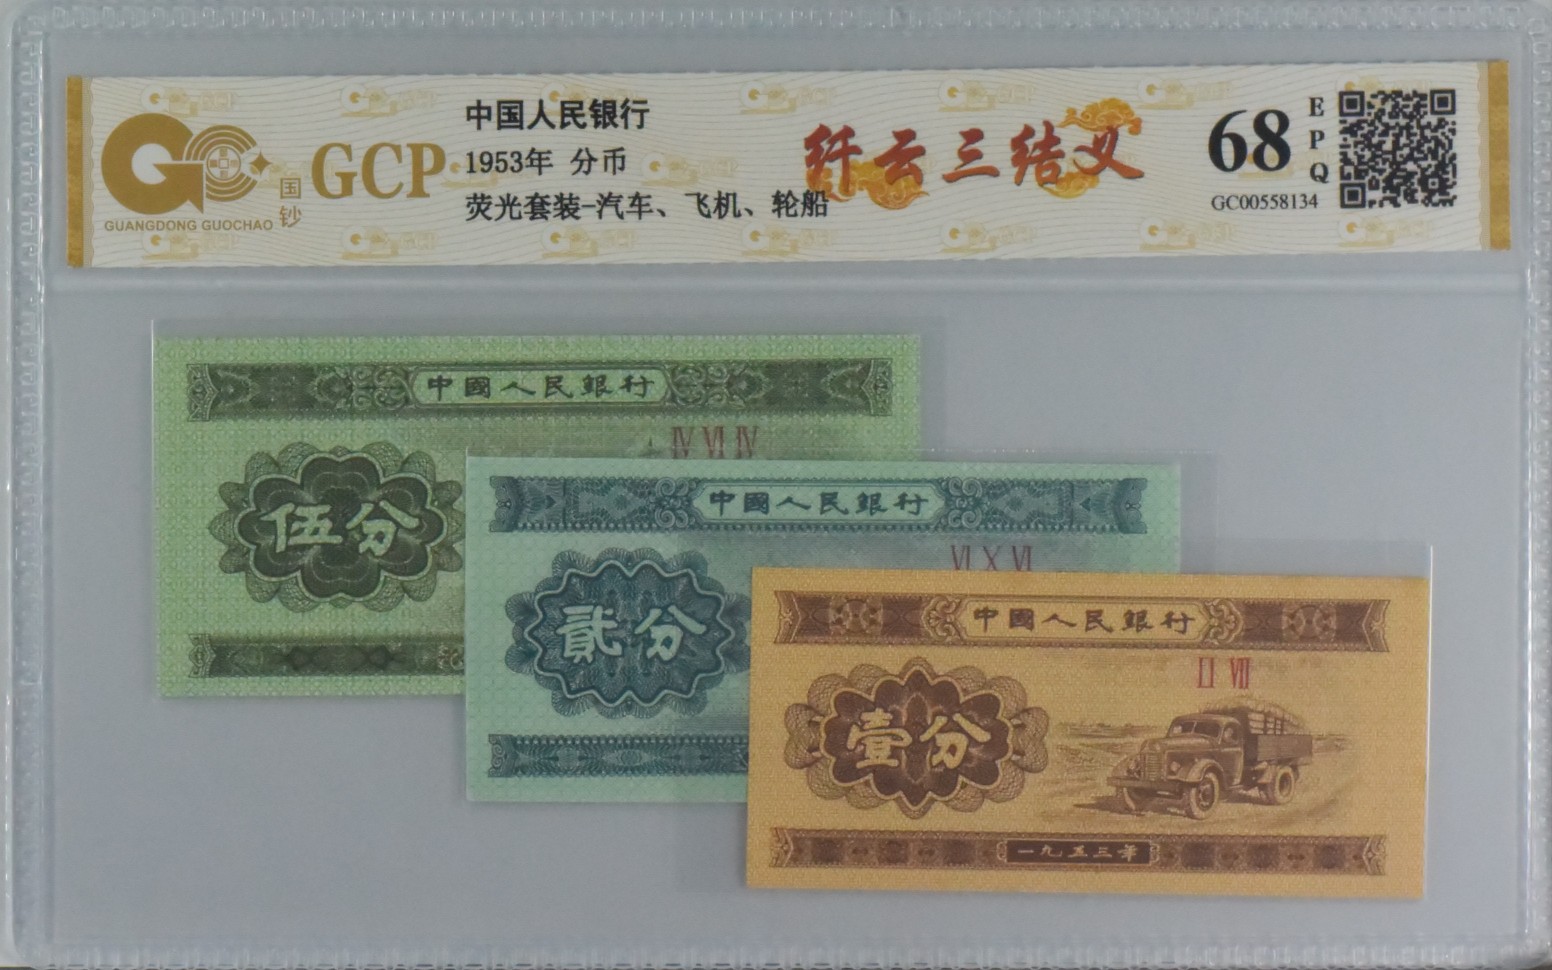 GCP
国钞
GUANGDONG GUOCHAO
中国人民银行
1953年 分币
荧光套装-汽车、飞机、轮船
纤云三结义
68
EPQ
GC00558134
中國人民銀行
IV VI IV
伍分
中國人民銀行
VI X VI
貳分
中國人民銀行
II VII
壹分
一九五三年